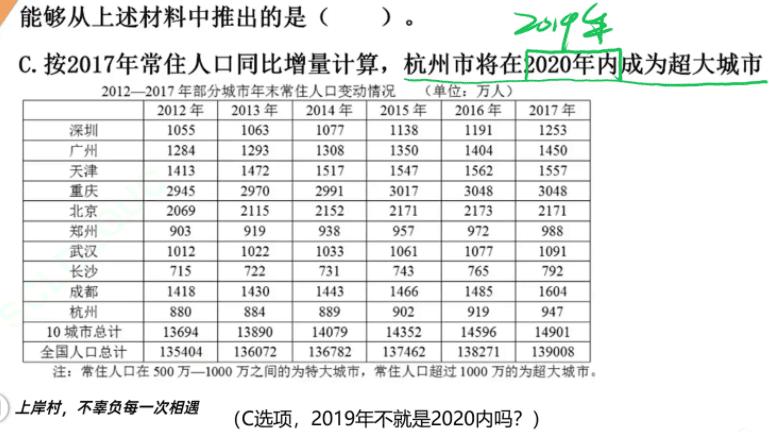 能够从上述材料中推出的是（ ）。
2019年
C.按2017年常住人口同比增量计算，杭州市将在2020年内成为超大城市
2012—2017年部分城市年末常住人口变动情况 （单位：万人）
2012年 2013年 2014年 2015年 2016年 2017年
深圳 1055 1063 1077 1138 1191 1253
广州 1284 1293 1308 1350 1404 1450
天津 1413 1472 1517 1547 1562 1557
重庆 2945 2970 2991 3017 3048 3048
北京 2069 2115 2152 2171 2173 2171
郑州 903 919 938 957 972 988
武汉 1012 1022 1033 1061 1077 1091
长沙 715 722 731 743 765 792
成都 1418 1430 1443 1466 1485 1604
杭州 880 884 889 902 919 947
10城市总计 13694 13890 14079 14352 14596 14901
全国人口总计 135404 136072 136782 137462 138271 139008
注：常住人口在500万—1000万之间的为特大城市，常住人口超过1000万的为超大城市。
上岸村，不辜负每一次相遇
（C选项，2019年不就是2020内吗？）